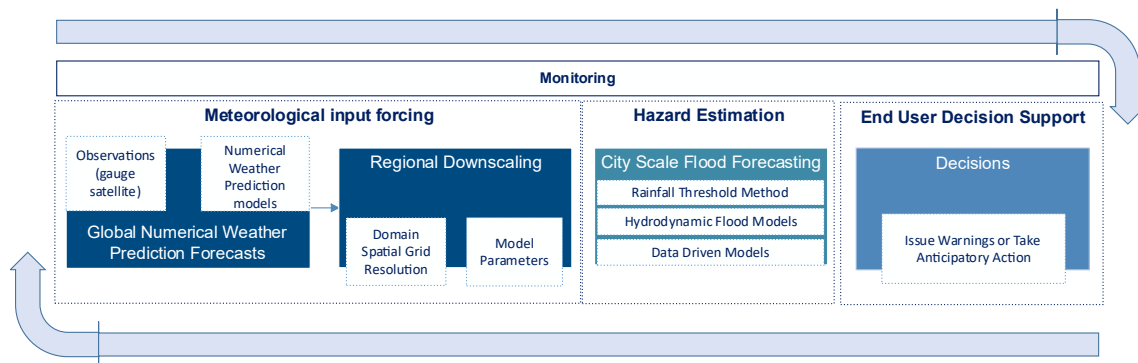 Monitoring
Meteorological input forcing
Observations
(gauge
satellite)
Numerical
Weather
Prediction
models
Global Numerical Weather
Prediction Forecasts
Regional Downscaling
Domain
Spatial Grid
Resolution
Model
Parameters
Hazard Estimation
City Scale Flood Forecasting
Rainfall Threshold Method
Hydrodynamic Flood Models
Data Driven Models
End User Decision Support
Decisions
Issue Warnings or Take
Anticipatory Action